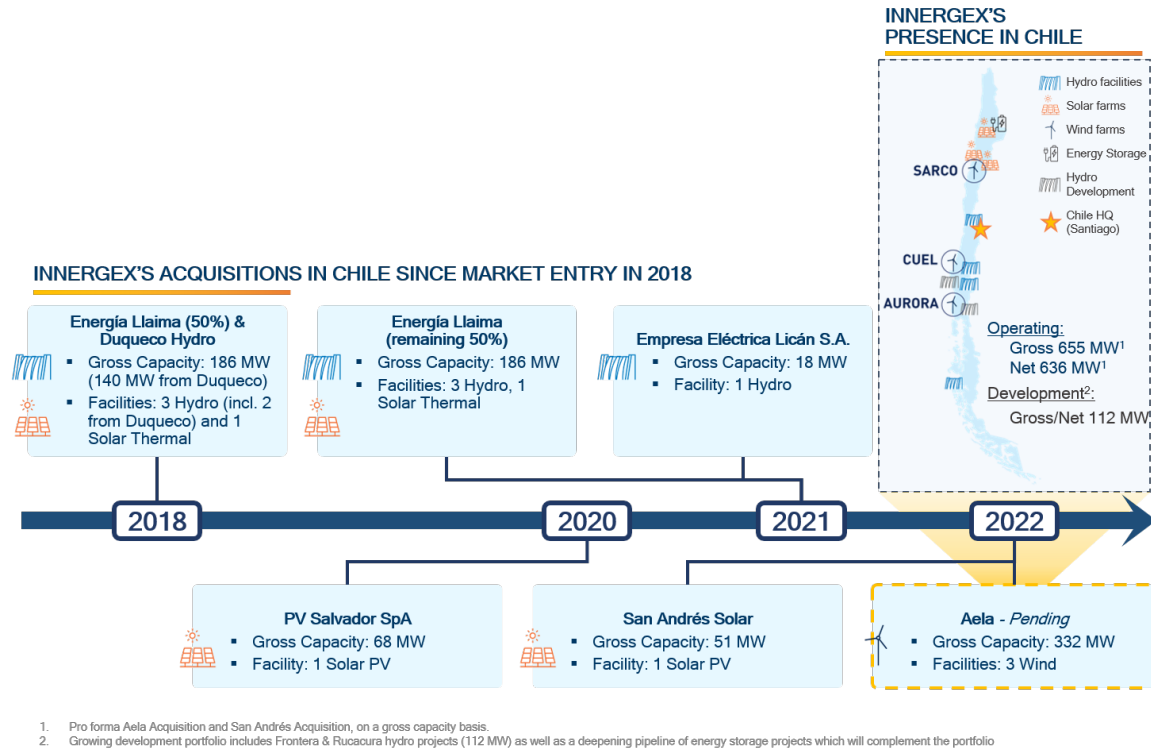 INNERGEX'S
PRESENCE IN CHILE
Hydro facilities
Solar farms
Wind farms
Energy Storage
Hydro
Development
Chile HQ
(Santiago)
SARCO
CUEL
AURORA
Operating:
Gross 655 MW1
Net 636 MW1
Development2:
Gross/Net 112 MW
INNERGEX'S ACQUISITIONS IN CHILE SINCE MARKET ENTRY IN 2018
Energía Llaima (50%) &
Duqueco Hydro
▪ Gross Capacity: 186 MW
(140 MW from Duqueco)
▪ Facilities: 3 Hydro (incl. 2
from Duqueco) and 1
Solar Thermal
Energía Llaima
(remaining 50%)
▪ Gross Capacity: 186 MW
▪ Facilities: 3 Hydro, 1
Solar Thermal
Empresa Eléctrica Licán S.A.
▪ Gross Capacity: 18 MW
▪ Facility: 1 Hydro
2018
2020
2021
2022
PV Salvador SpA
▪ Gross Capacity: 68 MW
▪ Facility: 1 Solar PV
San Andrés Solar
▪ Gross Capacity: 51 MW
▪ Facility: 1 Solar PV
Aela - Pending
▪ Gross Capacity: 332 MW
▪ Facilities: 3 Wind
1. Pro forma Aela Acquisition and San Andrés Acquisition, on a gross capacity basis.
2. Growing development portfolio includes Frontera & Rucacura hydro projects (112 MW) as well as a deepening pipeline of energy storage projects which will complement the portfolio